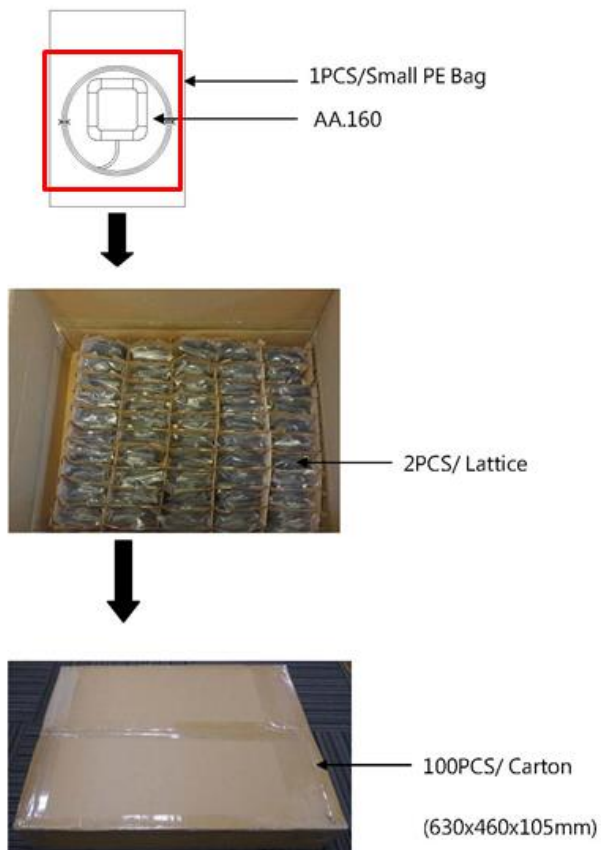 1PCS/Small PE Bag
AA.160
2PCS/ Lattice
100PCS/ Carton
(630x460x105mm)